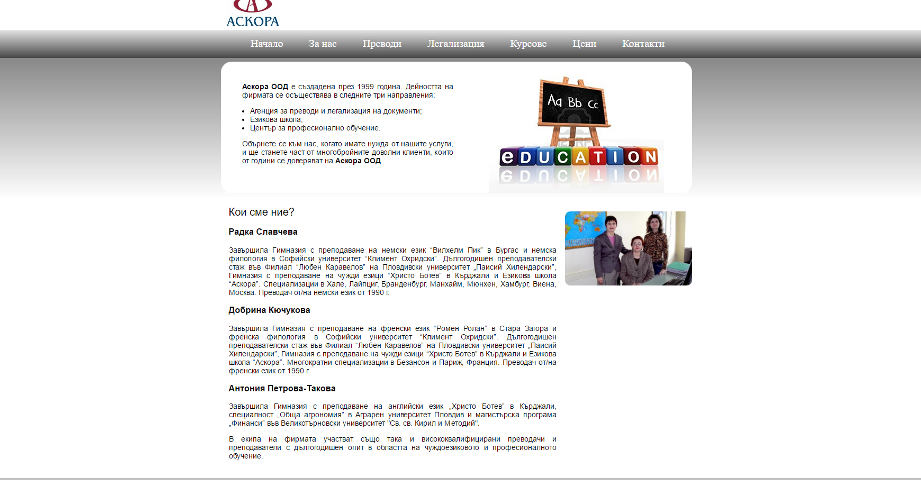 АСКОРА
Начало За нас Преводи Легализация Курсове Цени Контакти
Аскора ООД е създадена през 1999 година. Дейността на
фирмата се осъществява в следните три направления:
Агенция за преводи и легализация на документи;
Езикова школа;
Център за професионално обучение.
Обърнете се към нас, когато имате нужда от нашите услуги,
и ще станете част от многобройните доволни клиенти, които
от години се доверяват на Аскора ООД.
Aa Bb Cc
eDUCATION
Кои сме ние?
Радка Славчева
Завършила Гимназия с преподаване на немски език "Вилхелм Пик" в Бургас и немска
филология в Софийски университет "Климент Охридски". Дългогодишен преподавателски
стаж във Филиал "Любен Каравелов" на Пловдивски университет „Паисий Хилендарски",
Гимназия с преподаване на чужди езици "Христо Ботев" в Кърджали и Езикова школа
"Аскора". Специализации в Хале, Лайпциг, Бранденбург, Манхайм, Мюнхен, Хамбург, Виена,
Москва. Преводач от/на немски език от 1990 г.
Добрина Кючукова
Завършила Гимназия с преподаване на френски език "Ромен Ролан" в Стара Загора и
френска филология в Софийски университет "Климент Охридски". Дългогодишен
преподавателски стаж във Филиал "Любен Каравелов" на Пловдивски университет „Паисий
Хилендарски", Гимназия с преподаване на чужди езици "Христо Ботев" в Кърджали и Езикова
школа "Аскора". Многократни специализации в Безансон и Париж, Франция. Преводач от/на
френски език от 1990 г.
Антония Петрова-Такова
Завършила Гимназия с преподаване на английски език „Христо Ботев" в Кърджали,
специалност „Обща агрономия" в Аграрен университет Пловдив и магистърска програма
„Финанси" във Великотърновски университет "Св. св. Кирил и Методий".
В екипа на фирмата участват също така и висококвалифицирани преводачи и
преподаватели с дългогодишен опит в областта на чуждоезиковото и професионалното
обучение.